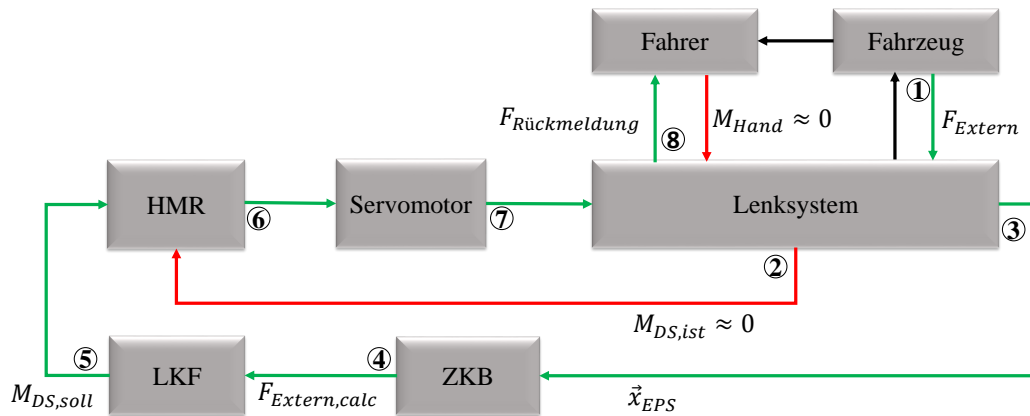 Fahrer
Fahrzeug
①
F_Rückmeldung
⑧
M_Hand ≈ 0
F_Extern
HMR
⑥
Servomotor
⑦
Lenksystem
③
②
M_DS,ist ≈ 0
⑤
LKF
④
ZKB
M_DS,soll
F_Extern,calc
x⃗_EPS